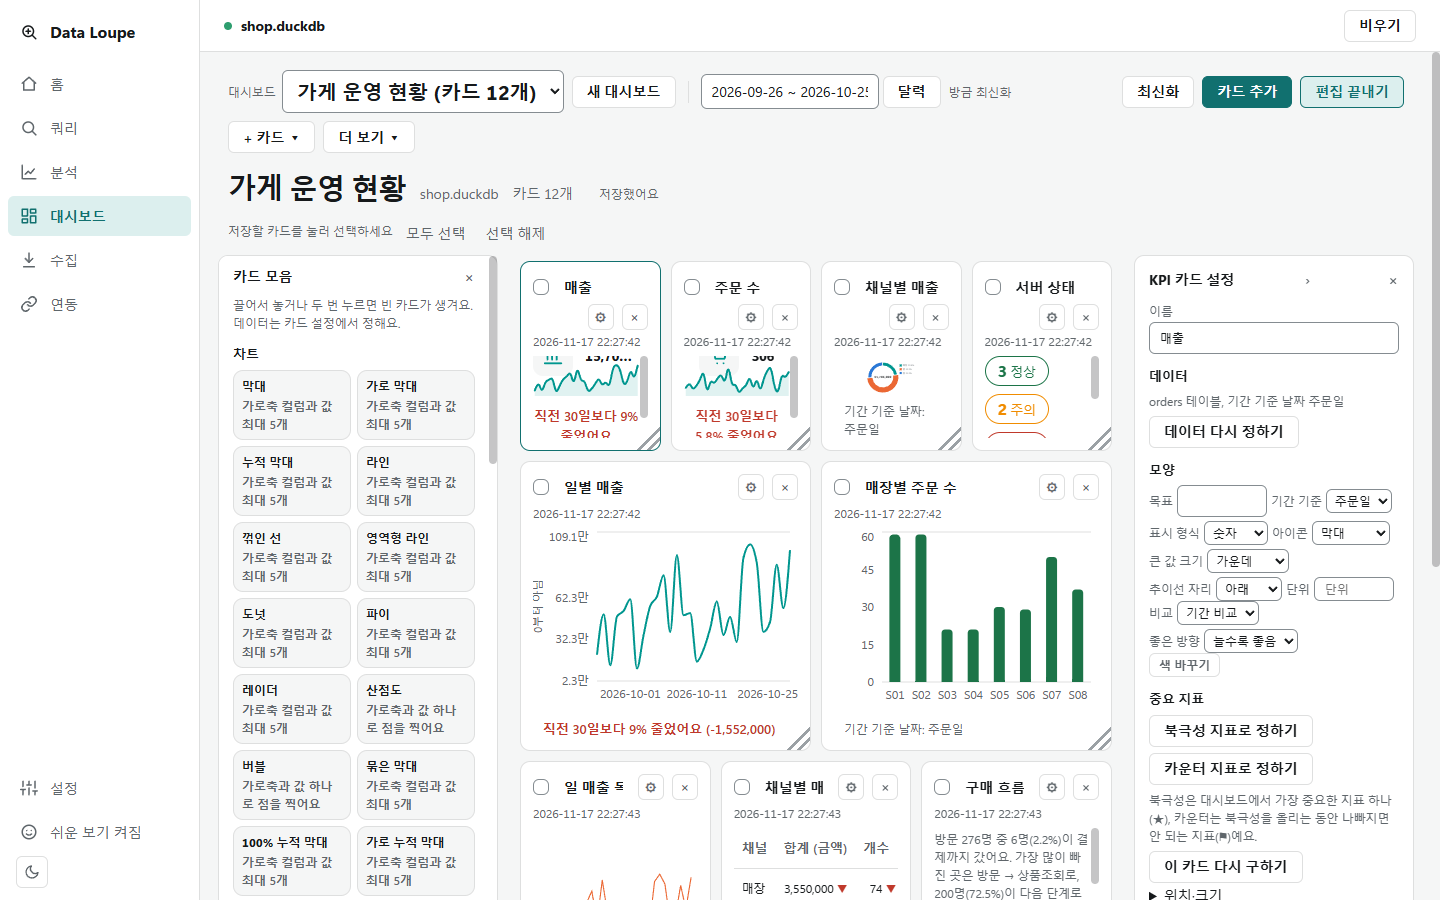 Data Loupe
홈
쿼리
분석
대시보드
수집
연동
설정
쉬운 보기 켜짐
shop.duckdb
비우기
대시보드
가게 운영 현황 (카드 12개)
새 대시보드
2026-09-26 ~ 2026-10-25
달력
방금 최신화
최신화
카드 추가
편집 끝내기
+ 카드 ▾
더 보기 ▾
가게 운영 현황
shop.duckdb
카드 12개
저장했어요
저장할 카드를 눌러 선택하세요
모두 선택
선택 해제
카드 모음
×
끌어서 놓거나 두 번 누르면 빈 카드가 생겨요.
데이터는 카드 설정에서 정해요.
차트
막대
가로축 컬럼과 값
최대 5개
가로 막대
가로축 컬럼과 값
최대 5개
누적 막대
가로축 컬럼과 값
최대 5개
라인
가로축 컬럼과 값
최대 5개
꺾인 선
가로축 컬럼과 값
최대 5개
영역형 라인
가로축 컬럼과 값
최대 5개
도넛
가로축 컬럼과 값
최대 5개
파이
가로축 컬럼과 값
최대 5개
레이더
가로축 컬럼과 값
최대 5개
산점도
가로축과 값 하나
로 점을 찍어요
버블
가로축과 값 하나
로 점을 찍어요
묶은 막대
가로축 컬럼과 값
최대 5개
100% 누적 막대
가로축 컬럼과 값
최대 5개
가로 누적 막대
가로축 컬럼과 값
최대 5개
매출
2026-11-17 22:27:42
직전 30일보다 9%
줄었어요
주문 수
2026-11-17 22:27:42
306
직전 30일보다
5.8% 줄었어요
채널별 매출
2026-11-17 22:27:42
기간 기준 날짜:
주문일
서버 상태
2026-11-17 22:27:42
3 정상
2 주의
일별 매출
2026-11-17 22:27:42
109.1만
62.3만
32.3만
2.3만
2026-10-01
2026-10-11
2026-10-25
직전 30일보다 9% 줄었어요 (-1,552,000)
매장별 주문 수
2026-11-17 22:27:42
60
45
30
15
0
S01
S02
S03
S04
S05
S06
S07
S08
기간 기준 날짜: 주문일
일 매출
2026-11-17 22:27:43
채널별 매
2026-11-17 22:27:43
채널
합계 (금액)
개수
매장
3,550,000 ▼
74 ▼
구매 흐름
2026-11-17 22:27:43
방문 276명 중 6명(2.2%)이 결
제까지 갔어요. 가장 많이 빠
진 곳은 방문 → 상품조회로,
200명(72.5%)이 다음 단계로
KPI 카드 설정
›
×
이름
매출
데이터
orders 테이블, 기간 기준 날짜 주문일
데이터 다시 정하기
모양
목표
기간 기준
주문일
표시 형식
숫자
아이콘
막대
큰 값 크기
가운데
추이선 자리
아래
단위
단위
비교
기간 비교
좋은 방향
늘수록 좋음
색 바꾸기
중요 지표
북극성 지표로 정하기
카운터 지표로 정하기
북극성은 대시보드에서 가장 중요한 지표 하나
(★), 카운터는 북극성을 올리는 동안 나빠지면
안 되는 지표(⚑)예요.
이 카드 다시 구하기
▶ 위치·크기